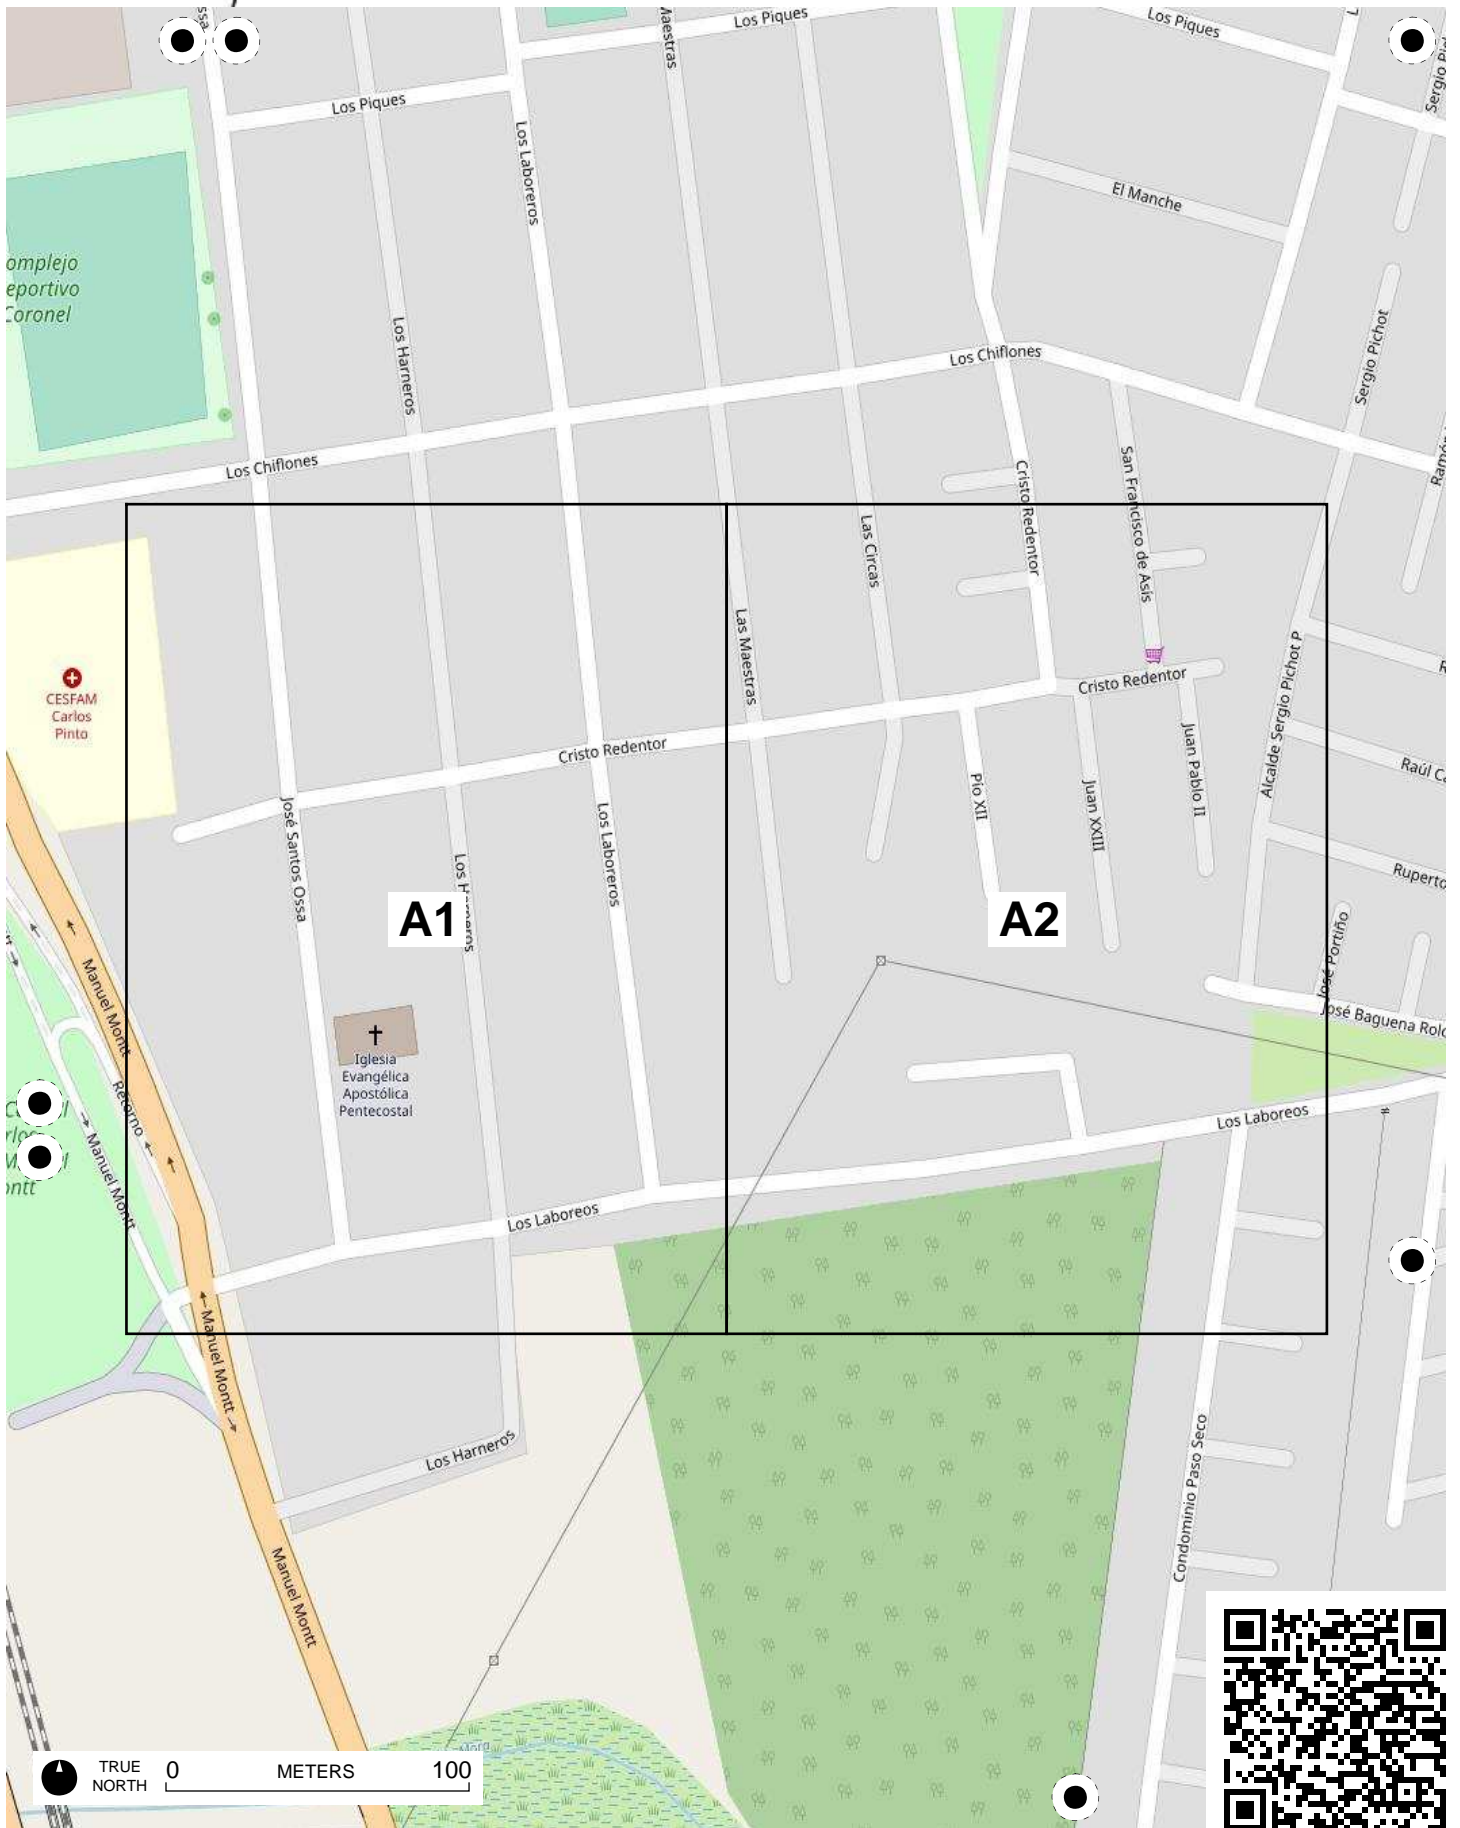 Los Piques
Los Piques
Los Piques
Maestras
Los Laboreros
El Manche
omplejo
eportivo
Coronel
Los Harneros
Sergio Pichot
Los Chiflones
Los Chiflones
Cristo Redentor
San Francisco de Asís
Las Circas
Las Maestras
Alcalde Sergio Pichot P
CESFAM
Carlos
Pinto
Cristo Redentor
Cristo Redentor
Juan Pablo II
Pío XII
Juan XXIII
Raúl C
Ruperto
José Santos Ossa
Los Laboreros
Los H rneros
A1
A2
José Portiño
José Baguena Rol
Manuel Montt
Iglesia
Evangélica
Apostólica
Pentecostal
Retorno
Manuel Montt
Los Laboreos
Los Laboreos
Manuel Montt
Los Harneros
Condominio Paso Seco
Manuel Montt
TRUE
NORTH
0 METERS 100